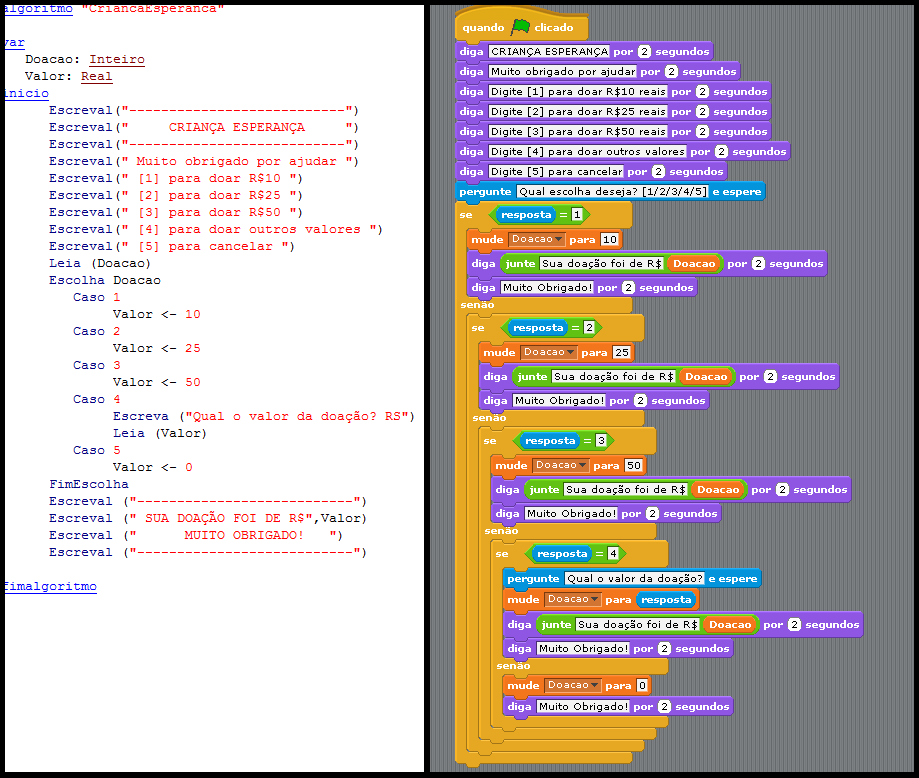 algoritmo "CriancaEsperanca"
var
Doacao: Inteiro
Valor: Real
inicio
Escreval("---------------------------")
Escreval("     CRIANÇA ESPERANÇA     ")
Escreval("---------------------------")
Escreval(" Muito obrigado por ajudar ")
Escreval(" [1] para doar R$10 ")
Escreval(" [2] para doar R$25 ")
Escreval(" [3] para doar R$50 ")
Escreval(" [4] para doar outros valores ")
Escreval(" [5] para cancelar ")
Leia (Doacao)
Escolha Doacao
Caso 1
Valor <- 10
Caso 2
Valor <- 25
Caso 3
Valor <- 50
Caso 4
Escreva ("Qual o valor da doação? RS")
Leia (Valor)
Caso 5
Valor <- 0
FimEscolha
Escreval ("---------------------------")
Escreval (" SUA DOAÇÃO FOI DE R$",Valor)
Escreval ("      MUITO OBRIGADO!   ")
Escreval ("---------------------------")
fimalgoritmo
quando clicado
diga CRIANÇA ESPERANÇA por 2 segundos
diga Muito obrigado por ajudar por 2 segundos
diga Digite [1] para doar R$10 reais por 2 segundos
diga Digite [2] para doar R$25 reais por 2 segundos
diga Digite [3] para doar R$50 reais por 2 segundos
diga Digite [4] para doar outros valores por 2 segundos
diga Digite [5] para cancelar por 2 segundos
pergunte Qual escolha deseja? [1/2/3/4/5] e espere
se resposta = 1
mude Doacao para 10
diga junte Sua doação foi de R$ Doacao por 2 segundos
diga Muito Obrigado! por 2 segundos
senão
se resposta = 2
mude Doacao para 25
diga junte Sua doação foi de R$ Doacao por 2 segundos
diga Muito Obrigado! por 2 segundos
senão
se resposta = 3
mude Doacao para 50
diga junte Sua doação foi de R$ Doacao por 2 segundos
diga Muito Obrigado! por 2 segundos
senão
se resposta = 4
pergunte Qual o valor da doação? e espere
mude Doacao para resposta
diga junte Sua doação foi de R$ Doacao por 2 segundos
diga Muito Obrigado! por 2 segundos
senão
mude Doacao para 0
diga Muito Obrigado! por 2 segundos